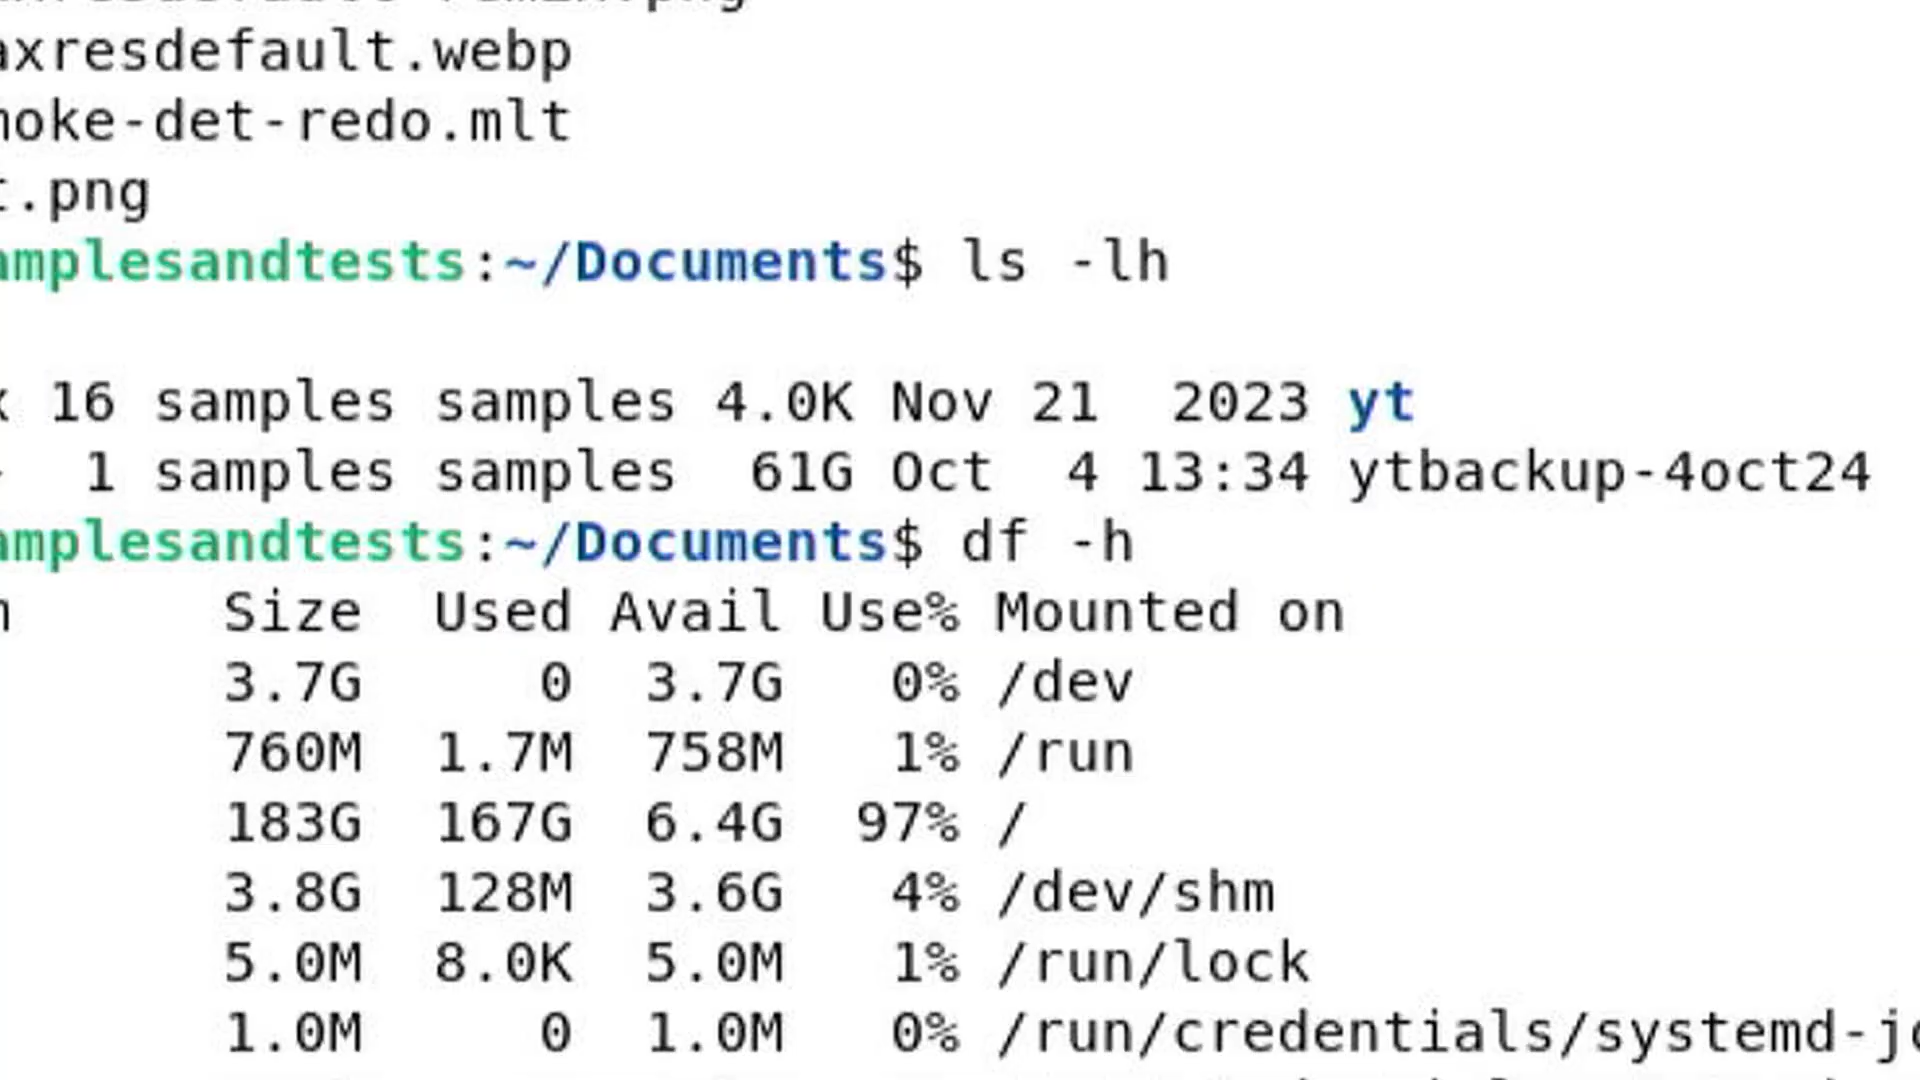 axresdefault.webp
moke-det-redo.mlt
t.png
amplesandtests:~/Documents$ ls -lh
x 16 samples samples 4.0K Nov 21  2023 yt
-  1 samples samples  61G Oct  4 13:34 ytbackup-4oct24
amplesandtests:~/Documents$ df -h
m      Size  Used Avail Use% Mounted on
3.7G     0  3.7G   0% /dev
760M  1.7M  758M   1% /run
183G  167G  6.4G  97% /
3.8G  128M  3.6G   4% /dev/shm
5.0M  8.0K  5.0M   1% /run/lock
1.0M     0  1.0M   0% /run/credentials/systemd-jo